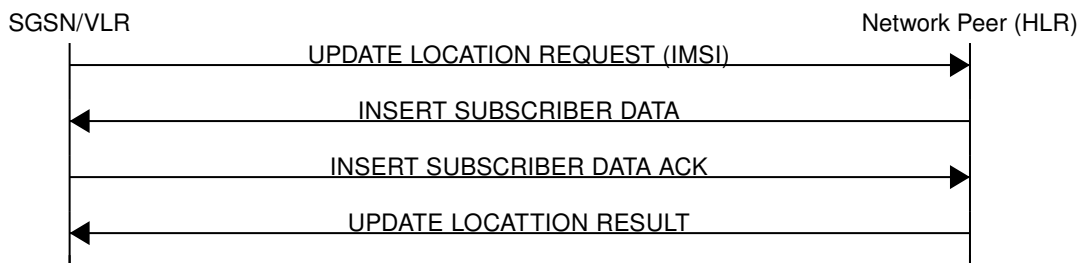 SGSN/VLR
Network Peer (HLR)
UPDATE LOCATION REQUEST (IMSI)
INSERT SUBSCRIBER DATA
INSERT SUBSCRIBER DATA ACK
UPDATE LOCATTION RESULT